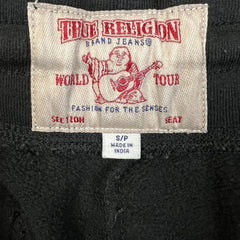 TRUE RELIGION
BRAND JEANS®
WORLD TOUR
FASHION FOR THE SENSES
SECTION SEAT
S/P
MADE IN
INDIA